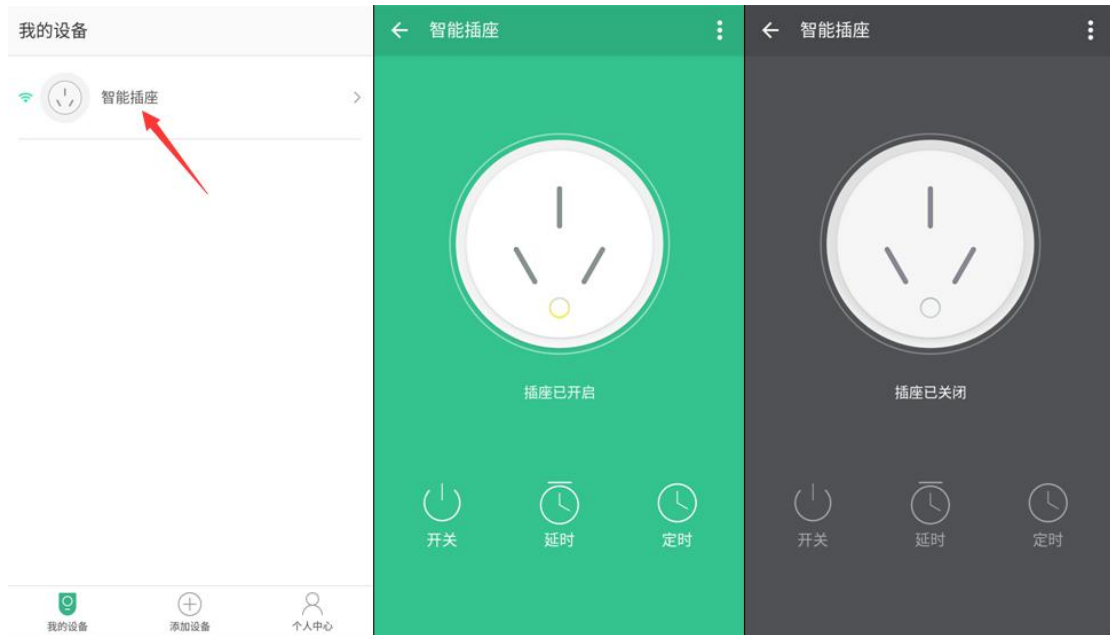 我的设备
智能插座
我的设备
添加设备
个人中心
智能插座
插座已开启
开关
延时
定时
智能插座
插座已关闭
开关
延时
定时